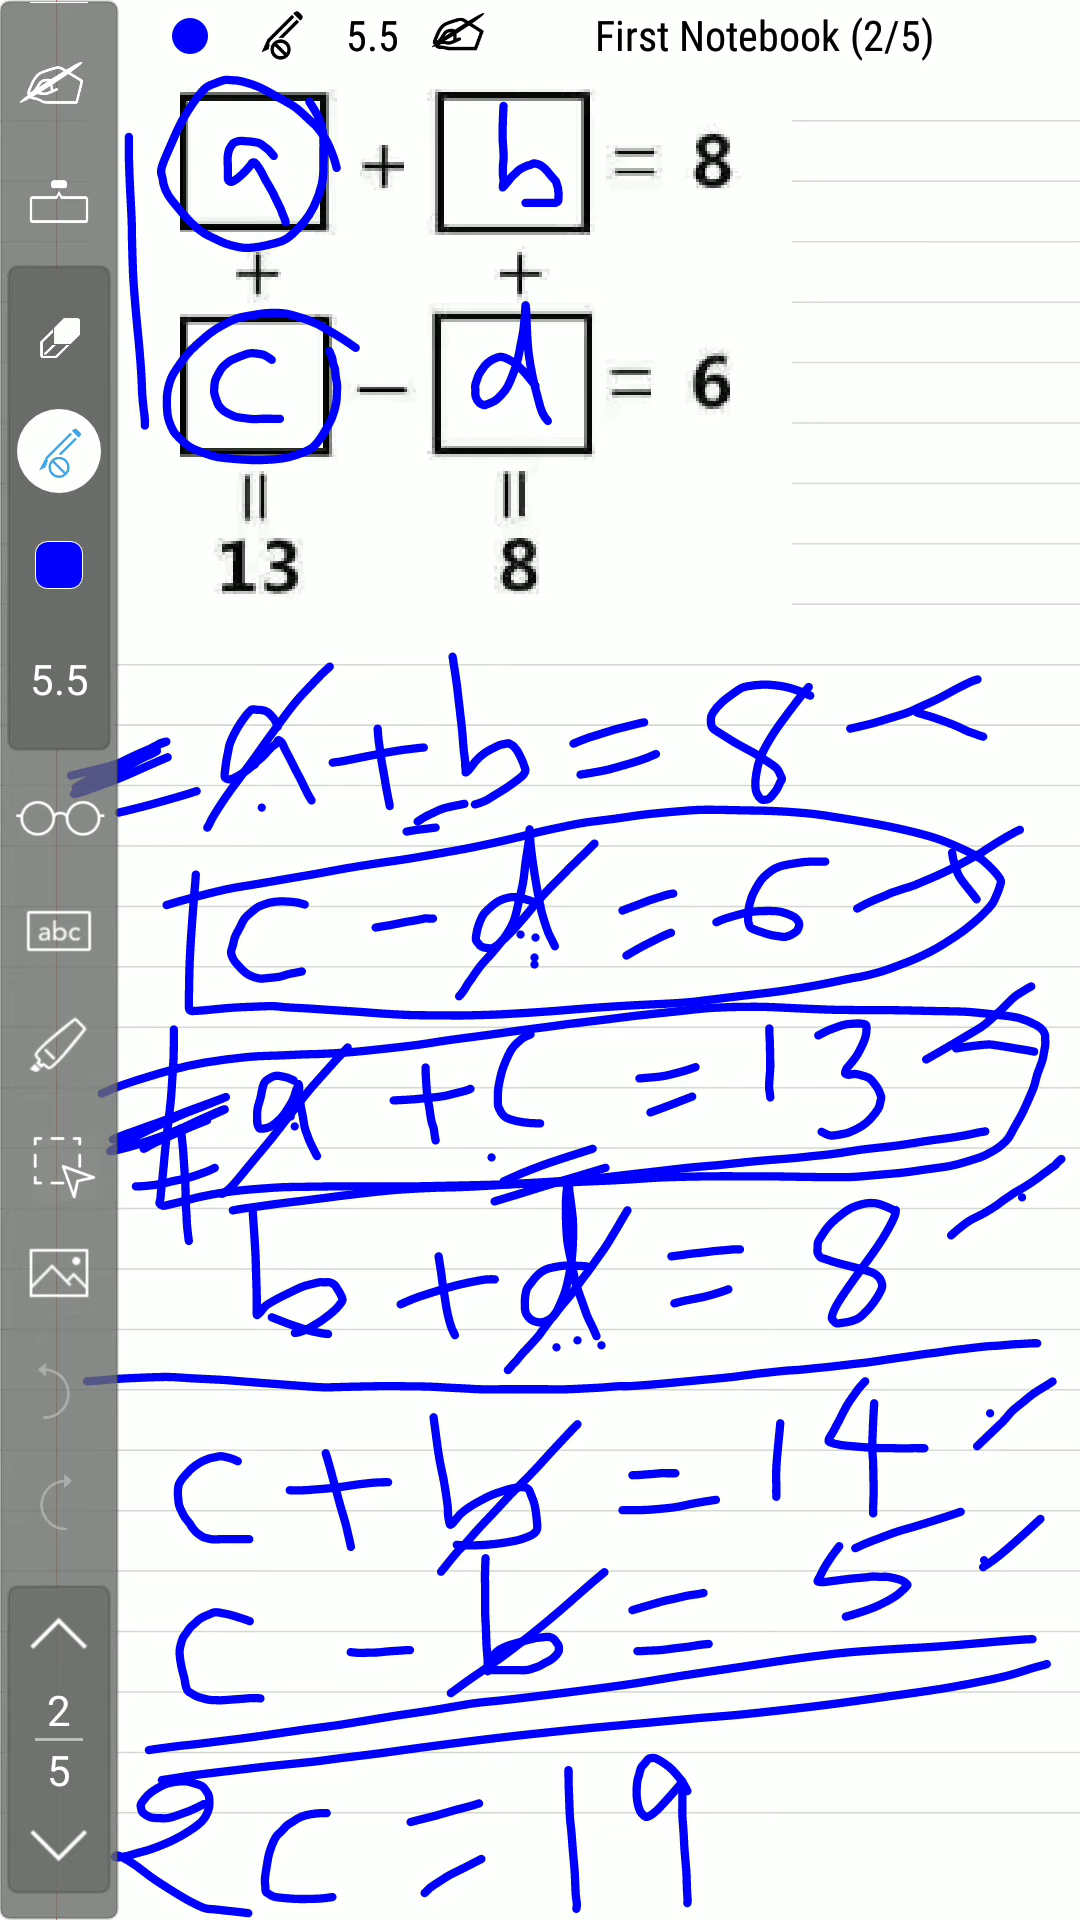 5.5 First Notebook (2/5)
a + b = 8
+ +
c - d = 6
= =
13 8
5.5
a + b = 8
c - d = 6
abc
a + c = 13
b + d = 8
c + b = 14
c - b = 5
2
5
2c = 19